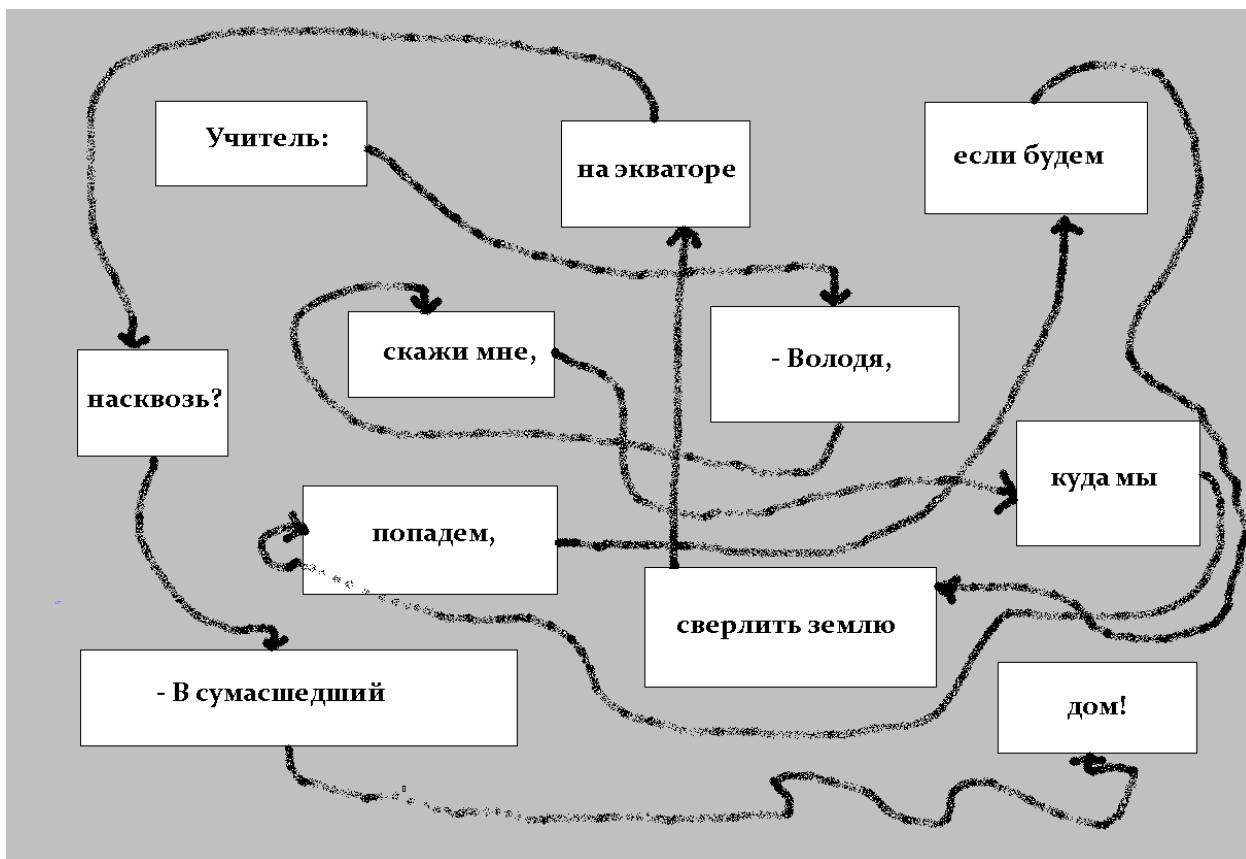 Учитель:
- Володя,
скажи мне,
куда мы
попадем,
если будем
сверлить землю
на экваторе
насквозь?
- В сумасшедший
дом!